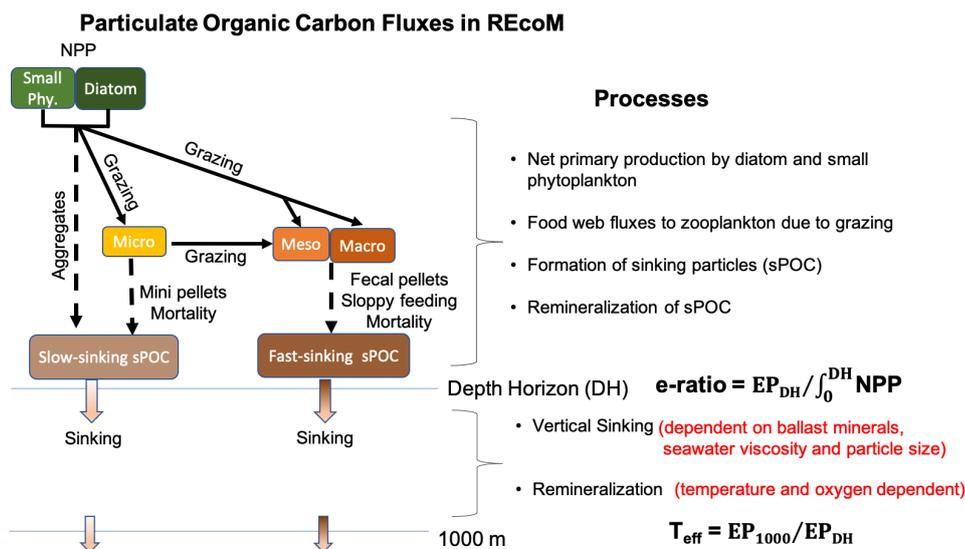 Particulate Organic Carbon Fluxes in REcoM
NPP
Small
Phy.
Diatom
Grazing
Grazing
Aggregates
Micro
Grazing
Meso
Macro
Mini pellets
Mortality
Fecal pellets
Sloppy feeding
Mortality
Slow-sinking sPOC
Fast-sinking sPOC
Sinking
Sinking
Processes
• Net primary production by diatom and small
phytoplankton
• Food web fluxes to zooplankton due to grazing
• Formation of sinking particles (sPOC)
• Remineralization of sPOC
Depth Horizon (DH)
e-ratio = EP_DH/∫_0^DH NPP
• Vertical Sinking (dependent on ballast minerals,
seawater viscosity and particle size)
• Remineralization (temperature and oxygen dependent)
1000 m
T_eff = EP_1000/EP_DH